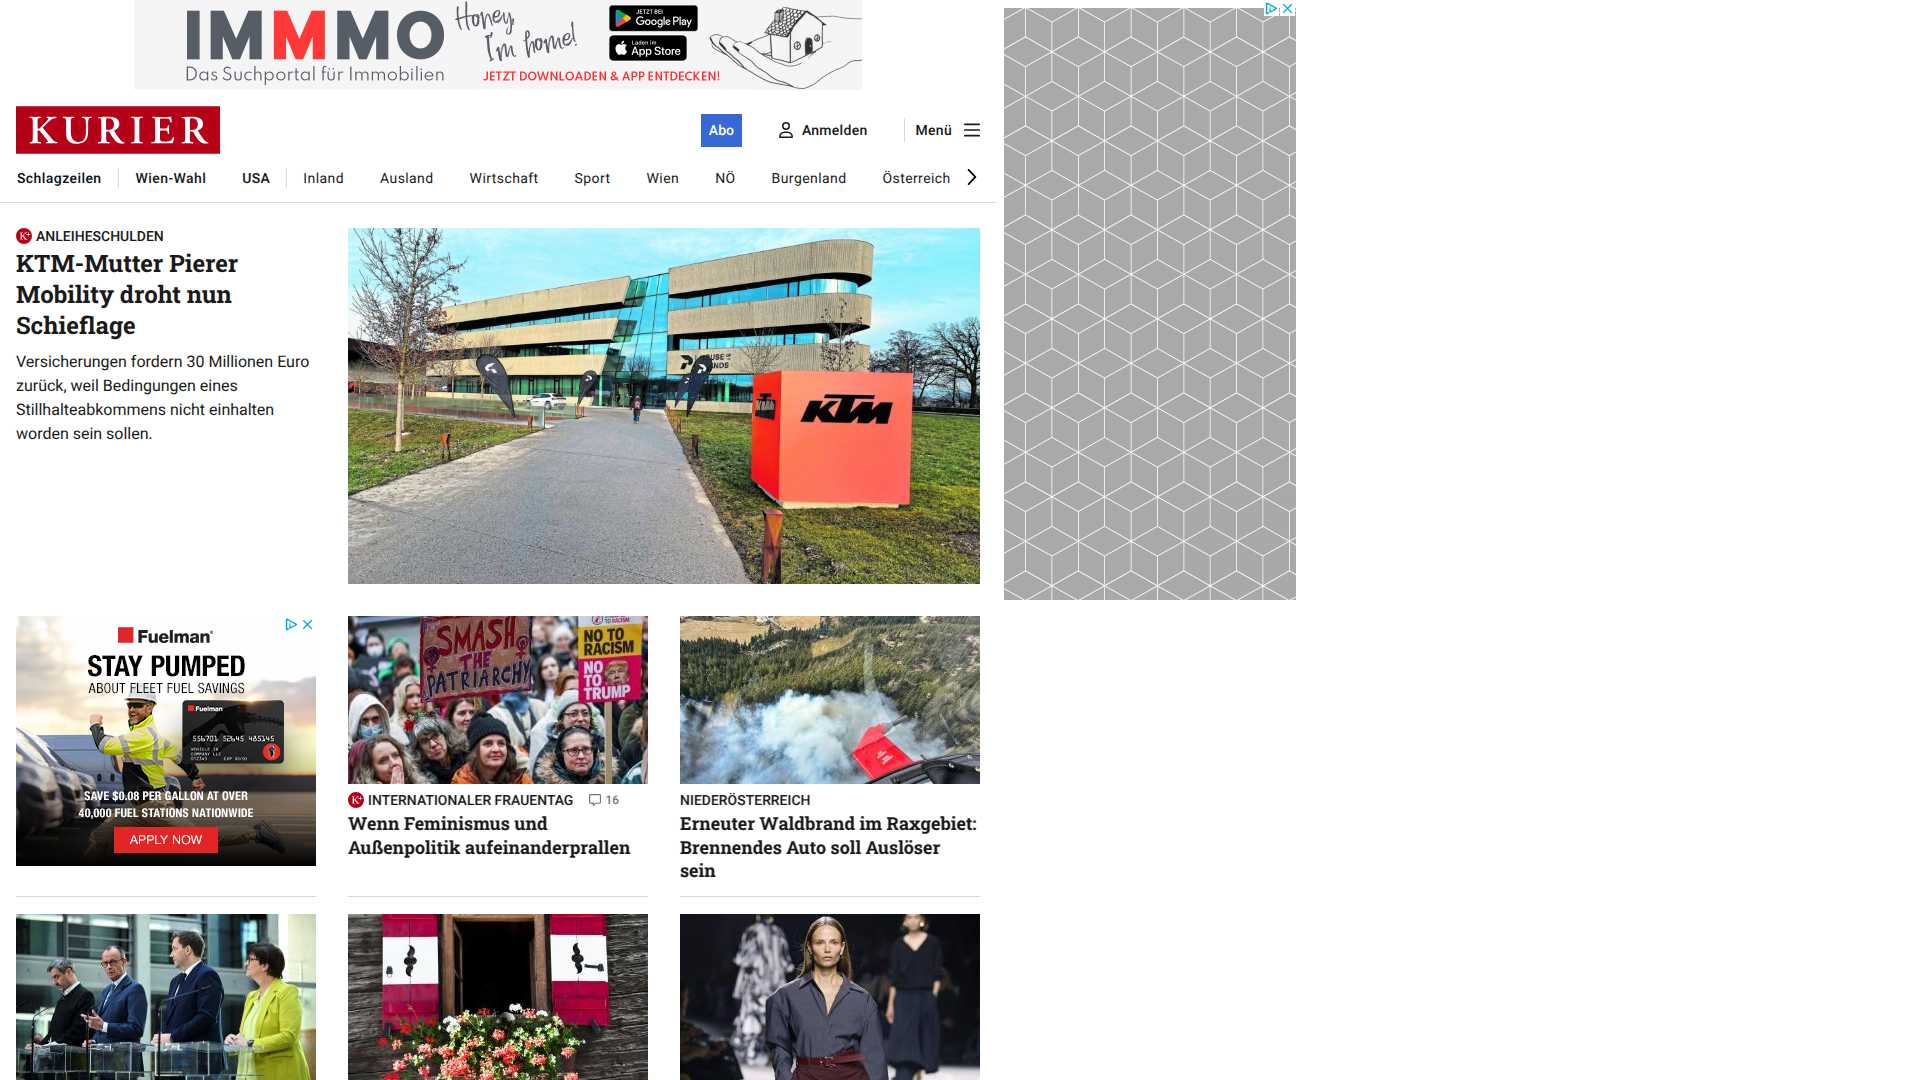 IMMMO
Das Suchportal für Immobilien
Honey, I'm home!
JETZT BEI
Google Play
Laden im
App Store
JETZT DOWNLOADEN & APP ENTDECKEN!
KURIER
Abo
Anmelden
Menü
Schlagzeilen
Wien-Wahl
USA
Inland
Ausland
Wirtschaft
Sport
Wien
NÖ
Burgenland
Österreich
ANLEIHESCHULDEN
KTM-Mutter Pierer
Mobility droht nun
Schieflage
Versicherungen fordern 30 Millionen Euro
zurück, weil Bedingungen eines
Stillhalteabkommens nicht einhalten
worden sein sollen.
KTM
Fuelman
STAY PUMPED
ABOUT FLEET FUEL SAVINGS
Fuelman
SAVE $0.08 PER GALLON AT OVER
40,000 FUEL STATIONS NATIONWIDE
APPLY NOW
SMASH
THE
PATRIARCHY
NO TO
RACISM
NO
TO
TRUMP
K+ INTERNATIONALER FRAUENTAG 16
Wenn Feminismus und
Außenpolitik aufeinanderprallen
NIEDERÖSTERREICH
Erneuter Waldbrand im Raxgebiet:
Brennendes Auto soll Auslöser
sein